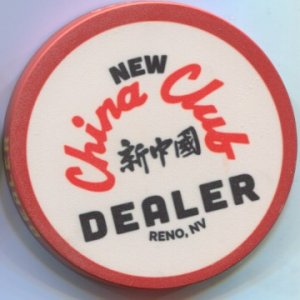 NEW
China Club
新中國
DEALER
RENO, NV